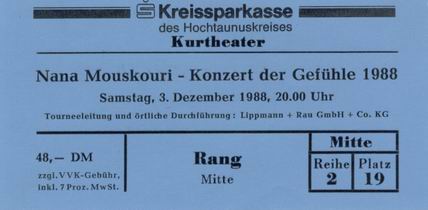 Kreissparkasse
des Hochtaunuskreises
Kurtheater
Nana Mouskouri - Konzert der Gefühle 1988
Samstag, 3. Dezember 1988, 20.00 Uhr
Tourneeleitung und örtliche Durchführung: Lippmann + Rau GmbH + Co. KG
48,— DM
zzgl. VVK-Gebühr,
inkl. 7 Proz. MwSt.
Rang
Mitte
Mitte
Reihe Platz
2 19